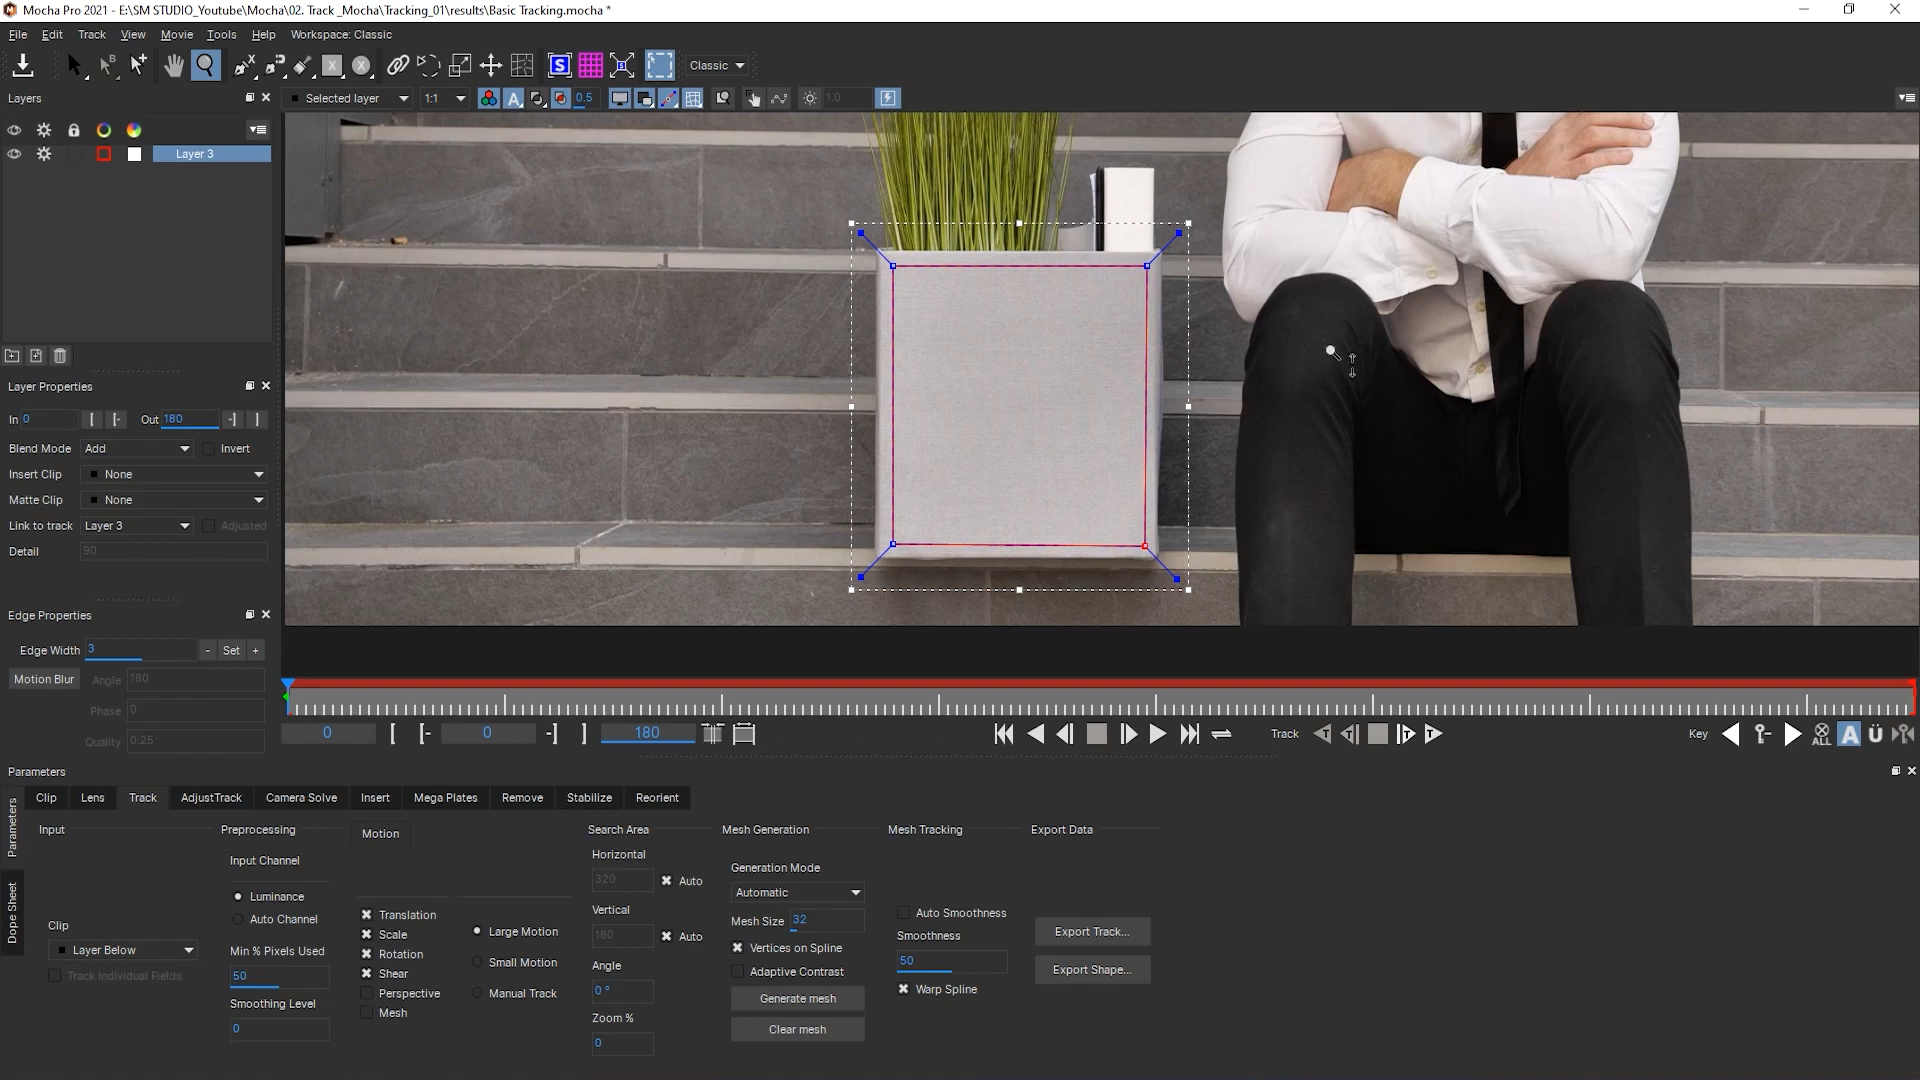 Mocha Pro 2021 - E:\SM STUDIO_Youtube\Mocha\02. Track _Mocha\Tracking_01\results\Basic Tracking.mocha *
File Edit Track View Movie Tools Help Workspace: Classic
Classic
Layers
Selected layer 1:1 0.5 1.0
Layer 3
Layer Properties
In 0 Out 180
Blend Mode Add Invert
Insert Clip None
Matte Clip None
Link to track Layer 3 Adjusted
Detail 90
Edge Properties
Edge Width 3 - Set +
Motion Blur Angle 180
Phase 0
Quality 0.25
0 0 180 Track Key ALL A Ü
Parameters
Parameters
Dope Sheet
Clip Lens Track AdjustTrack Camera Solve Insert Mega Plates Remove Stabilize Reorient
Input
Clip
Layer Below
Track Individual Fields
Preprocessing
Input Channel
Luminance
Auto Channel
Min % Pixels Used
50
Smoothing Level
0
Motion
Translation
Scale
Rotation
Shear
Perspective
Mesh
Large Motion
Small Motion
Manual Track
Search Area
Horizontal
320 Auto
Vertical
180 Auto
Angle
0 °
Zoom %
0
Mesh Generation
Generation Mode
Automatic
Mesh Size 32
Vertices on Spline
Adaptive Contrast
Generate mesh
Clear mesh
Mesh Tracking
Auto Smoothness
Smoothness
50
Warp Spline
Export Data
Export Track...
Export Shape...